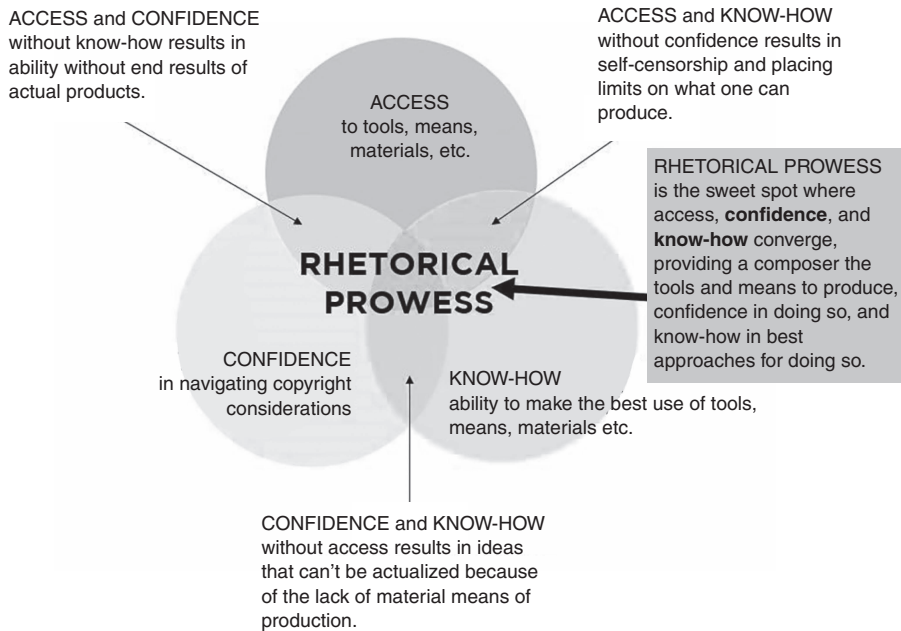 ACCESS and CONFIDENCE
without know-how results in
ability without end results of
actual products.
ACCESS and KNOW-HOW
without confidence results in
self-censorship and placing
limits on what one can
produce.
ACCESS
to tools, means,
materials, etc.
RHETORICAL PROWESS
is the sweet spot where
access, confidence, and
know-how converge,
providing a composer the
tools and means to produce,
confidence in doing so, and
know-how in best
approaches for doing so.
RHETORICAL
PROWESS
CONFIDENCE
in navigating copyright
considerations
KNOW-HOW
ability to make the best use of tools,
means, materials etc.
CONFIDENCE and KNOW-HOW
without access results in ideas
that can't be actualized because
of the lack of material means of
production.